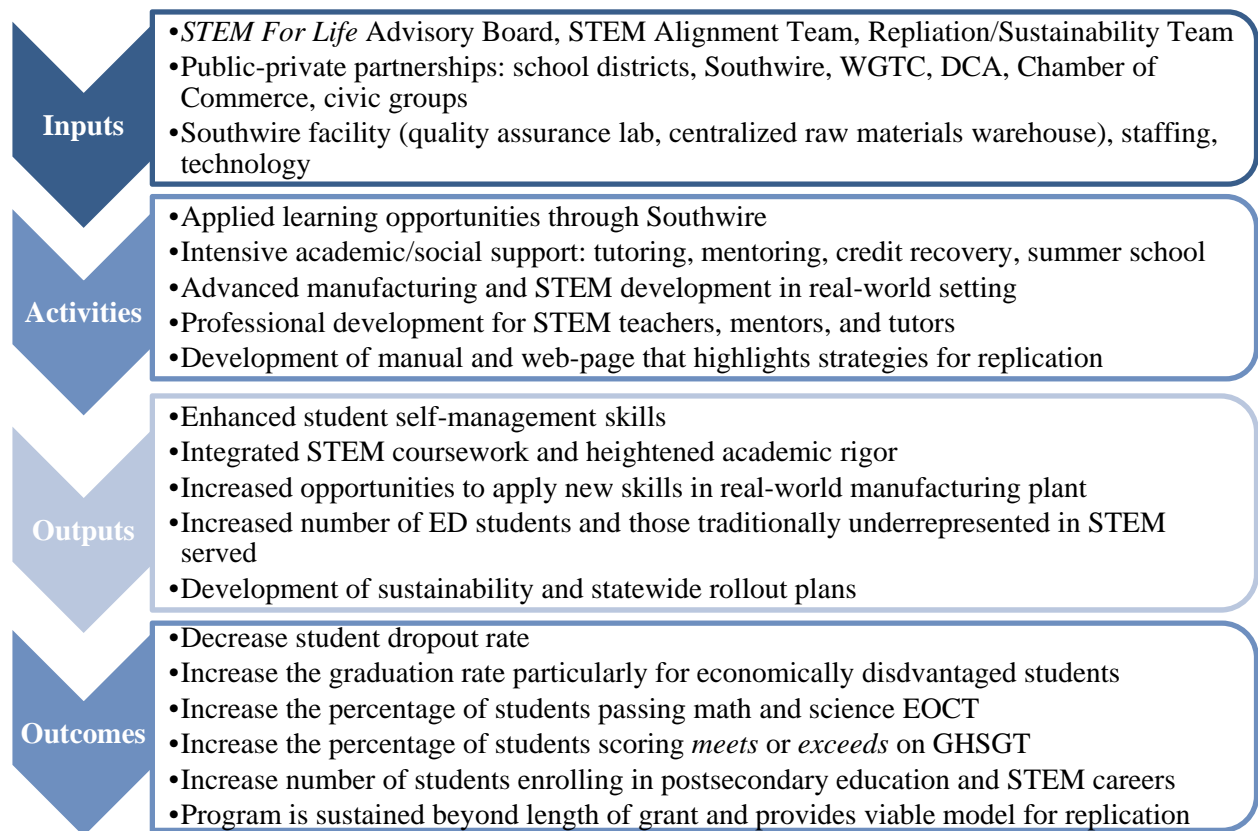 Inputs
•STEM For Life Advisory Board, STEM Alignment Team, Repliation/Sustainability Team
•Public-private partnerships: school districts, Southwire, WGTC, DCA, Chamber of
Commerce, civic groups
•Southwire facility (quality assurance lab, centralized raw materials warehouse), staffing,
technology
Activities
•Applied learning opportunities through Southwire
•Intensive academic/social support: tutoring, mentoring, credit recovery, summer school
•Advanced manufacturing and STEM development in real-world setting
•Professional development for STEM teachers, mentors, and tutors
•Development of manual and web-page that highlights strategies for replication
Outputs
•Enhanced student self-management skills
•Integrated STEM coursework and heightened academic rigor
•Increased opportunities to apply new skills in real-world manufacturing plant
•Increased number of ED students and those traditionally underrepresented in STEM
served
•Development of sustainability and statewide rollout plans
Outcomes
•Decrease student dropout rate
•Increase the graduation rate particularly for economically disdvantaged students
•Increase the percentage of students passing math and science EOCT
•Increase the percentage of students scoring meets or exceeds on GHSGT
•Increase number of students enrolling in postsecondary education and STEM careers
•Program is sustained beyond length of grant and provides viable model for replication